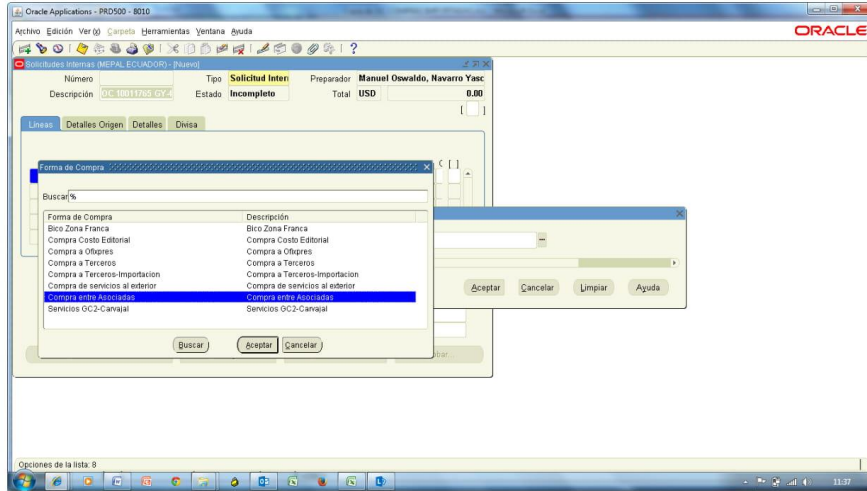 Oracle Applications - PRD500 - 8010
Archivo Edición Ver(y) Carpeta Herramientas Ventana Ayuda
ORACLE
Solicitudes Internas (MEPAL ECUADOR) - [Nuevo]
Número Tipo Solicitud Intern Preparador Manuel Oswaldo, Navarro Yasc
Descripción OC 10011765 GY-4 Estado Incompleto Total USD 0.00
[ ]
Líneas Detalles Origen Detalles Divisa
C [ ]
Forma de Compra
Buscar %
Forma de Compra Descripción
Bico Zona Franca Bico Zona Franca
Compra Costo Editorial Compra Costo Editorial
Compra a Ofixpres Compra a Ofixpres
Compra a Terceros Compra a Terceros
Compra a Terceros-Importacion Compra a Terceros-Importacion
Compra de servicios al exterior Compra de servicios al exterior
Compra entre Asociadas Compra entre Asociadas
Servicios GC2-Carvajal Servicios GC2-Carvajal
Buscar Aceptar Cancelar
Aceptar Cancelar Limpiar Ayuda
Opciones de la lista: 8
11:37